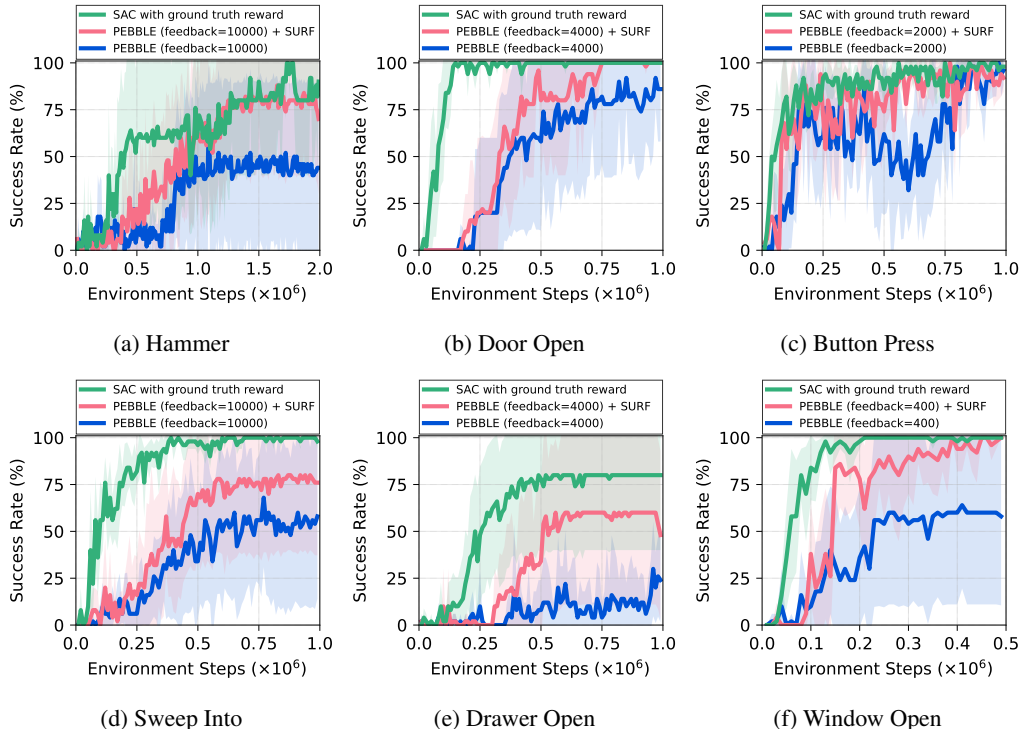 SAC with ground truth reward
PEBBLE (feedback=10000) + SURF
PEBBLE (feedback=10000)
Success Rate (%)
100
75
50
25
0
0.0 0.5 1.0 1.5 2.0
Environment Steps (×10⁶)
(a) Hammer
SAC with ground truth reward
PEBBLE (feedback=4000) + SURF
PEBBLE (feedback=4000)
Success Rate (%)
100
75
50
25
0
0.0 0.25 0.5 0.75 1.0
Environment Steps (×10⁶)
(b) Door Open
SAC with ground truth reward
PEBBLE (feedback=2000) + SURF
PEBBLE (feedback=2000)
Success Rate (%)
100
75
50
25
0
0.0 0.25 0.5 0.75 1.0
Environment Steps (×10⁶)
(c) Button Press
SAC with ground truth reward
PEBBLE (feedback=10000) + SURF
PEBBLE (feedback=10000)
Success Rate (%)
100
75
50
25
0
0.0 0.25 0.5 0.75 1.0
Environment Steps (×10⁶)
(d) Sweep Into
SAC with ground truth reward
PEBBLE (feedback=4000) + SURF
PEBBLE (feedback=4000)
Success Rate (%)
100
75
50
25
0
0.0 0.25 0.5 0.75 1.0
Environment Steps (×10⁶)
(e) Drawer Open
SAC with ground truth reward
PEBBLE (feedback=400) + SURF
PEBBLE (feedback=400)
Success Rate (%)
100
75
50
25
0
0.0 0.1 0.2 0.3 0.4 0.5
Environment Steps (×10⁶)
(f) Window Open